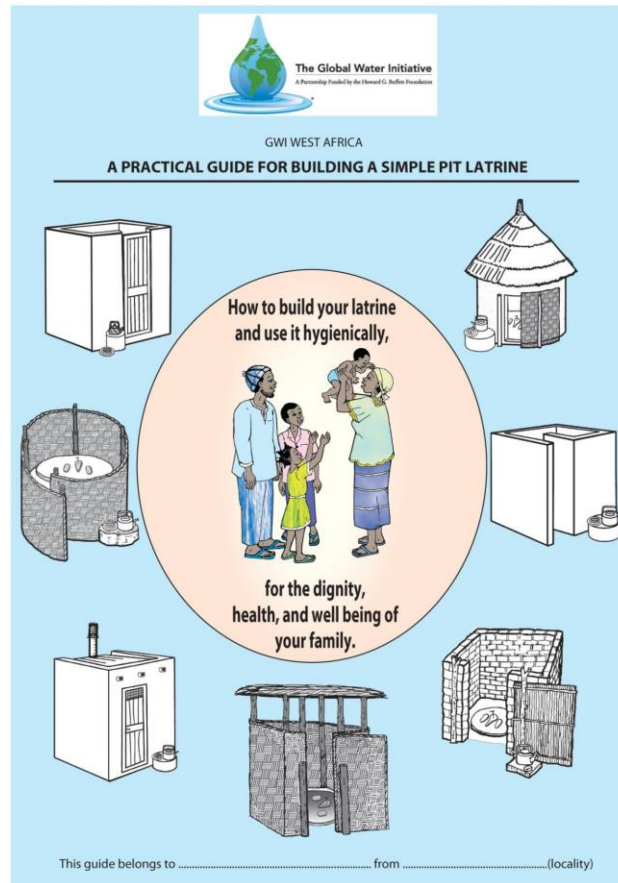 The Global Water Initiative
A Partnership Funded by the Howard G. Buffett Foundation
GWI WEST AFRICA
A PRACTICAL GUIDE FOR BUILDING A SIMPLE PIT LATRINE
How to build your latrine
and use it hygienically,
for the dignity,
health, and well being of
your family.
This guide belongs to ........................................................ from ..........................................(locality)